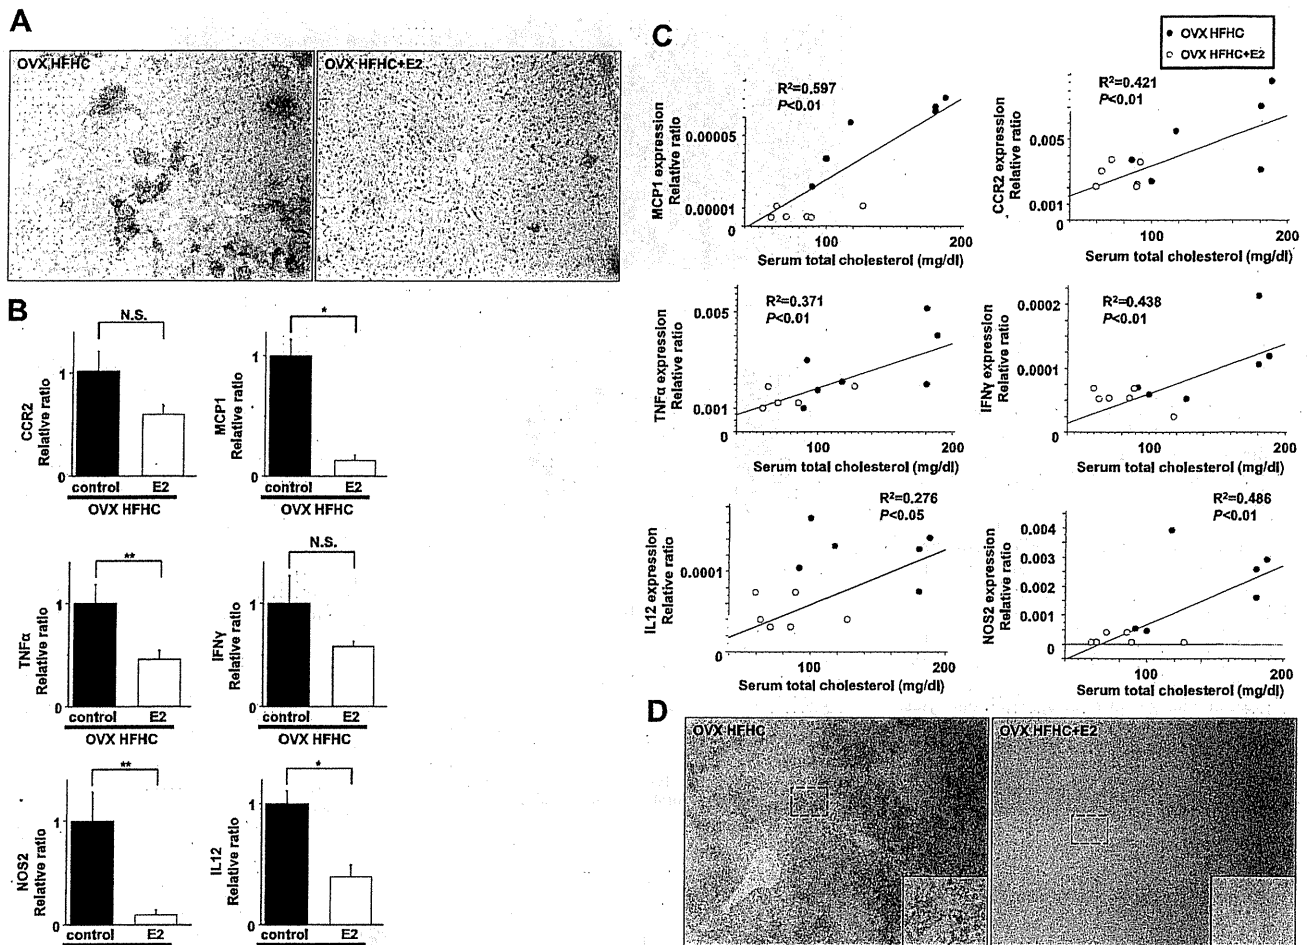 A
OVX HFHC
OVX HFHC+E2
B
N.S.
CCR2
Relative ratio
1
0
control
E2
OVX HFHC
*
MCP1
Relative ratio
1
0
control
E2
OVX HFHC
**
TNFα
Relative ratio
1
0
control
E2
OVX HFHC
N.S.
IFNγ
Relative ratio
1
0
control
E2
OVX HFHC
**
NOS2
Relative ratio
1
0
control
E2
*
IL12
Relative ratio
1
0
control
E2
C
OVX HFHC
OVX HFHC+E2
R²=0.597
P<0.01
MCP1 expression
Relative ratio
0.00005
0.00001
0
100
200
Serum total cholesterol (mg/dl)
R²=0.421
P<0.01
CCR2 expression
Relative ratio
0.005
0.001
0
100
200
Serum total cholesterol (mg/dl)
R²=0.371
P<0.01
TNFα expression
Relative ratio
0.005
0.001
0
100
200
Serum total cholesterol (mg/dl)
R²=0.438
P<0.01
IFNγ expression
Relative ratio
0.0002
0.0001
0
100
200
Serum total cholesterol (mg/dl)
R²=0.276
P<0.05
IL12 expression
Relative ratio
0.0001
0
100
200
Serum total cholesterol (mg/dl)
R²=0.486
P<0.01
NOS2 expression
Relative ratio
0.004
0.003
0.002
0.001
0
100
200
Serum total cholesterol (mg/dl)
D
OVX HFHC
OVX HFHC+E2